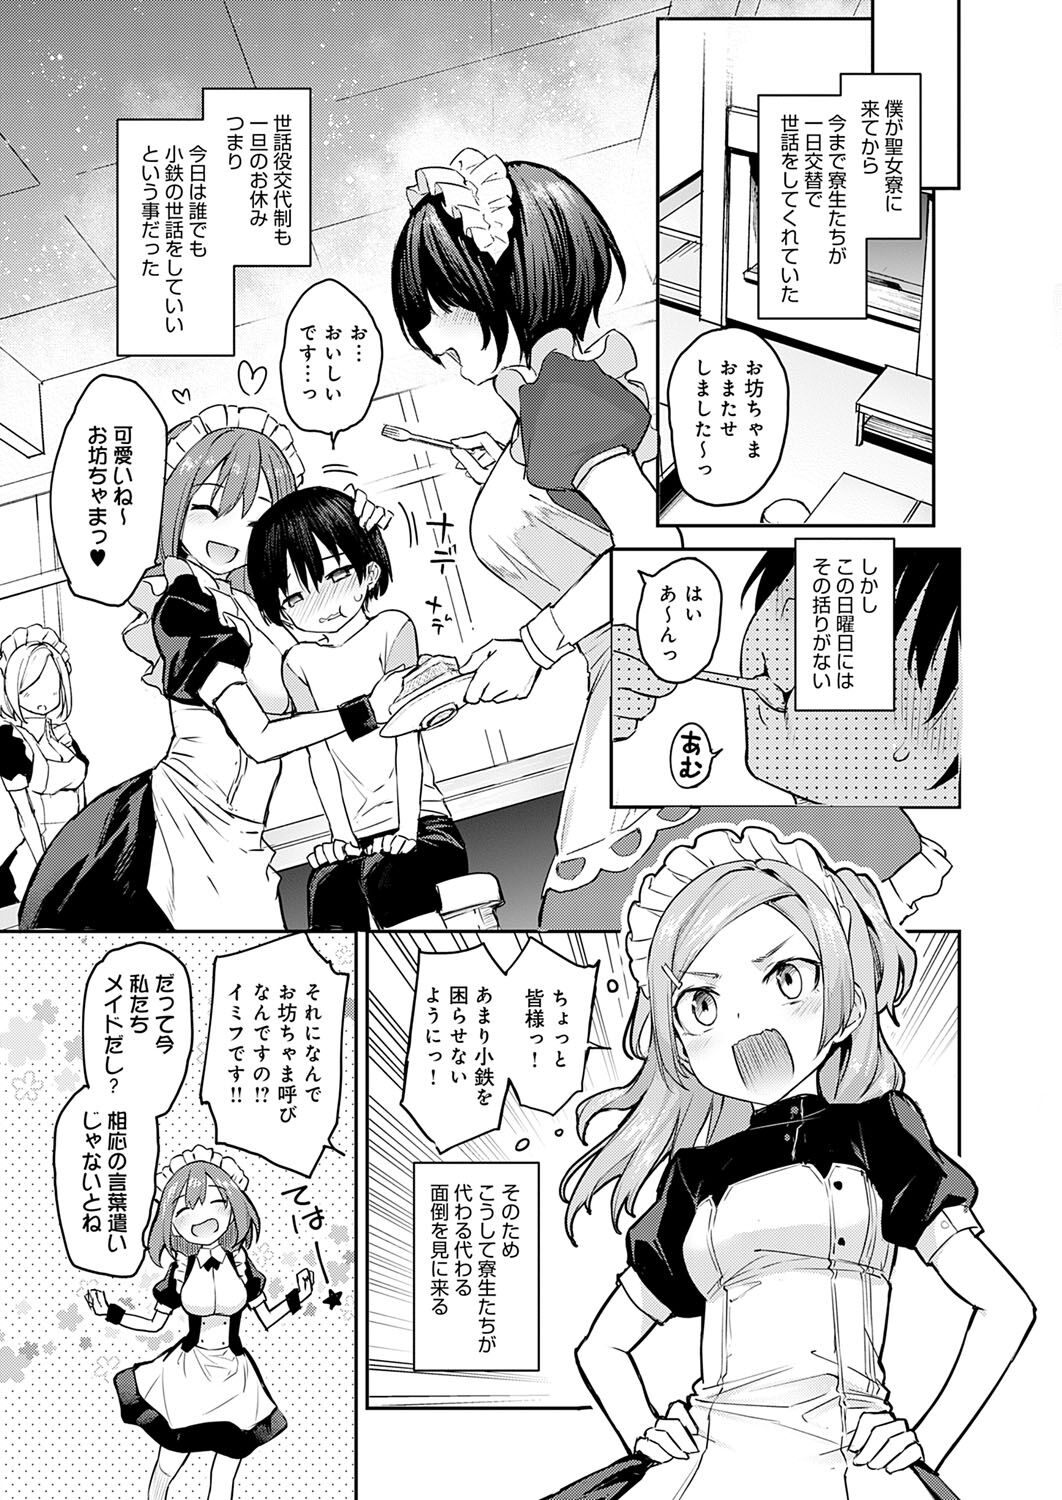 僕が聖女寮に
来てから
今まで寮生たちが
一日交替で
世話をしてくれていた
お坊ちゃま
おまたせ
しました～っ
しかし
この日曜日には
その括りがない
はい
あ～んっ
あむ
世話役交代制も
一旦のお休み
つまり
今日は誰でも
小鉄の世話をしていい
という事だった
お…
おいしい
です…っ
可愛いね～
お坊ちゃまっ♥
ナデ
ナデ
ちょっと
皆様っ！
あまり小鉄を
困らせない
ようにっ！
そのため
こうして寮生たちが
代わる代わる
面倒を見に来る
それになんで
お坊ちゃま呼び
なんですの!?
イミフです!!
だって今
私たち
メイドだし？
相応の言葉遣い
じゃないとね
てへー★